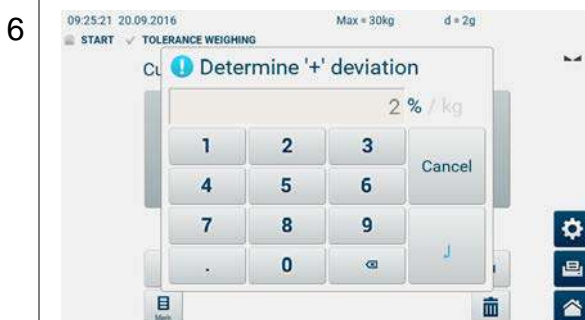 6
09:25:21 20.09.2016 Max = 30kg d = 2g
START TOLERANCE WEIGHING
Cu
Determine '+' deviation
2 % / kg
1 2 3 Cancel
4 5 6
7 8 9
. 0